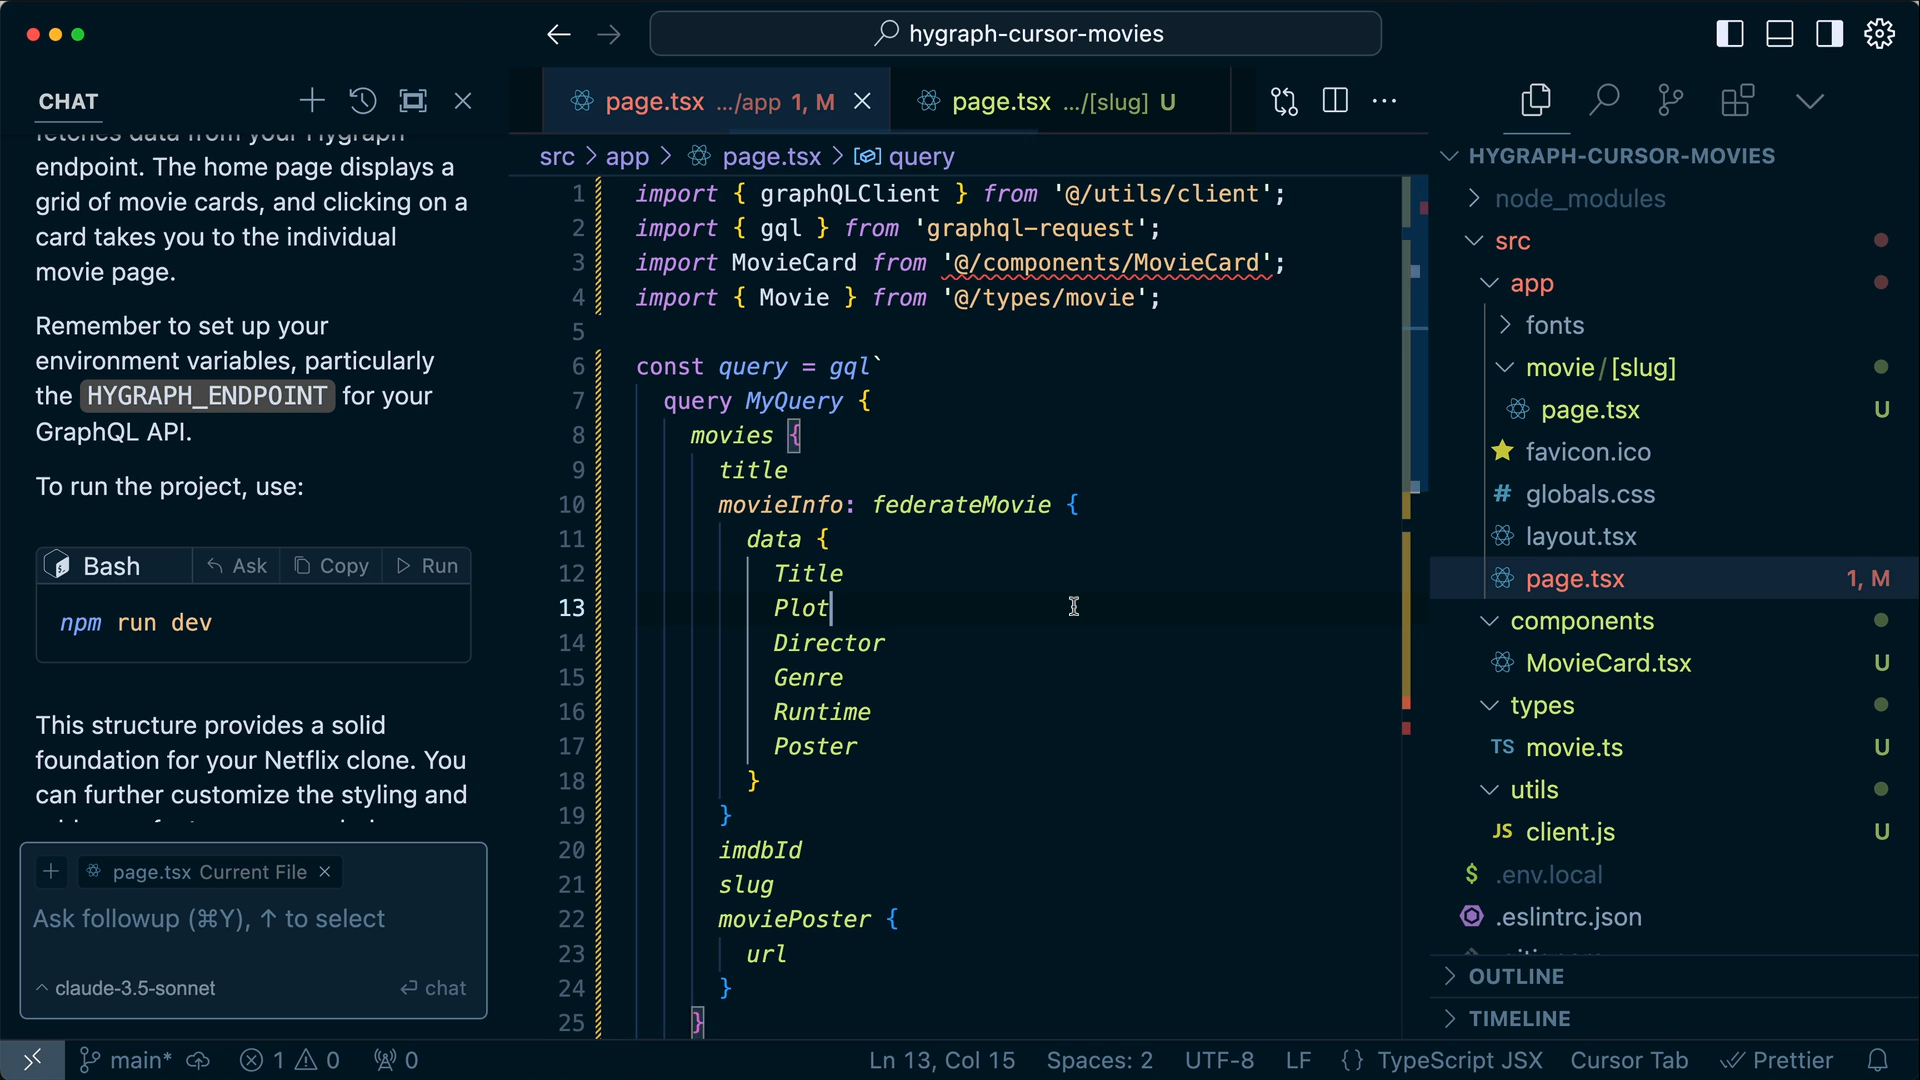 hygraph-cursor-movies
CHAT
fetches data from your Hygraph
endpoint. The home page displays a
grid of movie cards, and clicking on a
card takes you to the individual
movie page.
Remember to set up your
environment variables, particularly
the HYGRAPH_ENDPOINT for your
GraphQL API.
To run the project, use:
Bash Ask Copy Run
npm run dev
This structure provides a solid
foundation for your Netflix clone. You
can further customize the styling and
page.tsx Current File
Ask followup (⌘Y), ↑ to select
claude-3.5-sonnet
chat
page.tsx .../app 1, M
page.tsx .../[slug] U
src > app > page.tsx > query
1 import { graphQLClient } from '@/utils/client';
2 import { gql } from 'graphql-request';
3 import MovieCard from '@/components/MovieCard';
4 import { Movie } from '@/types/movie';
5
6 const query = gql`
7 query MyQuery {
8 movies {
9 title
10 movieInfo: federateMovie {
11 data {
12 Title
13 Plot
14 Director
15 Genre
16 Runtime
17 Poster
18 }
19 }
20 imdbId
21 slug
22 moviePoster {
23 url
24 }
25 }
HYGRAPH-CURSOR-MOVIES
node_modules
src
app
fonts
movie/[slug]
page.tsx U
favicon.ico
# globals.css
layout.tsx
page.tsx 1, M
components
MovieCard.tsx U
types
TS movie.ts U
utils
JS client.js U
$ .env.local
.eslintrc.json
OUTLINE
TIMELINE
main* 1 0 0
Ln 13, Col 15 Spaces: 2 UTF-8 LF {} TypeScript JSX Cursor Tab Prettier